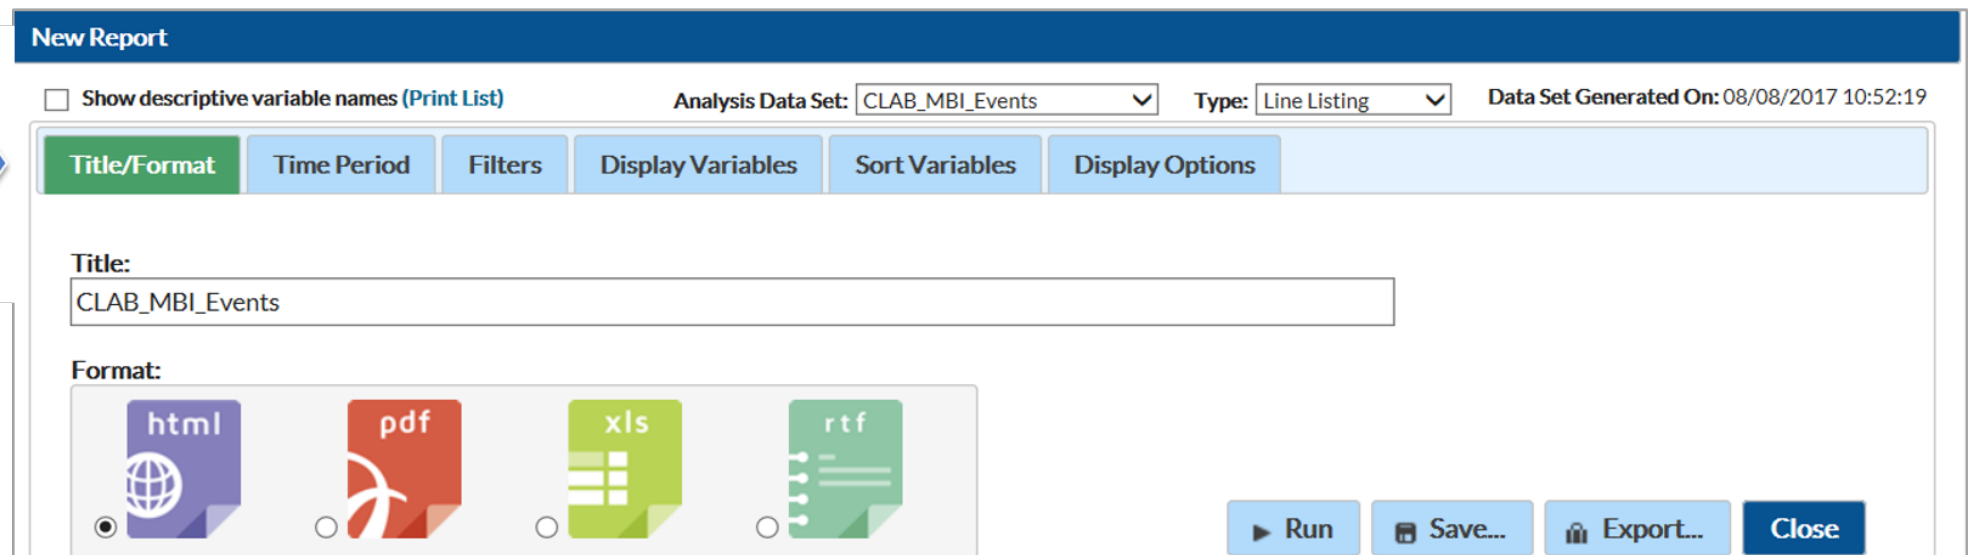 New Report
Show descriptive variable names (Print List) Analysis Data Set: CLAB_MBI_Events Type: Line Listing Data Set Generated On: 08/08/2017 10:52:19
Title/Format Time Period Filters Display Variables Sort Variables Display Options
Title:
CLAB_MBI_Events
Format:
html pdf xls rtf
Run Save... Export... Close